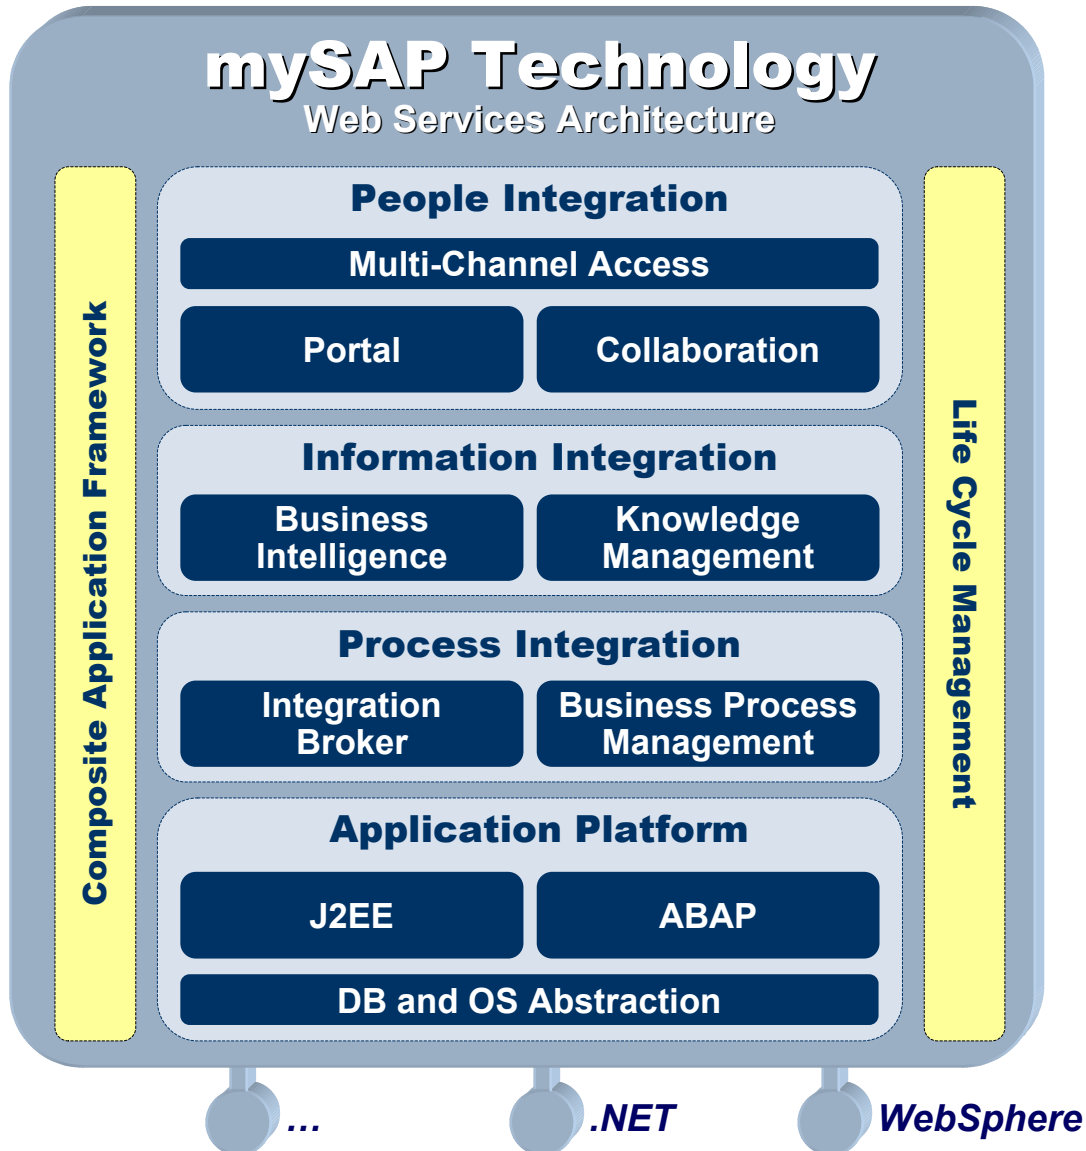 mySAP Technology
Web Services Architecture
Composite Application Framework
People Integration
Multi-Channel Access
Portal
Collaboration
Information Integration
Business
Intelligence
Knowledge
Management
Process Integration
Integration
Broker
Business Process
Management
Application Platform
J2EE
ABAP
DB and OS Abstraction
Life Cycle Management
...
.NET
WebSphere